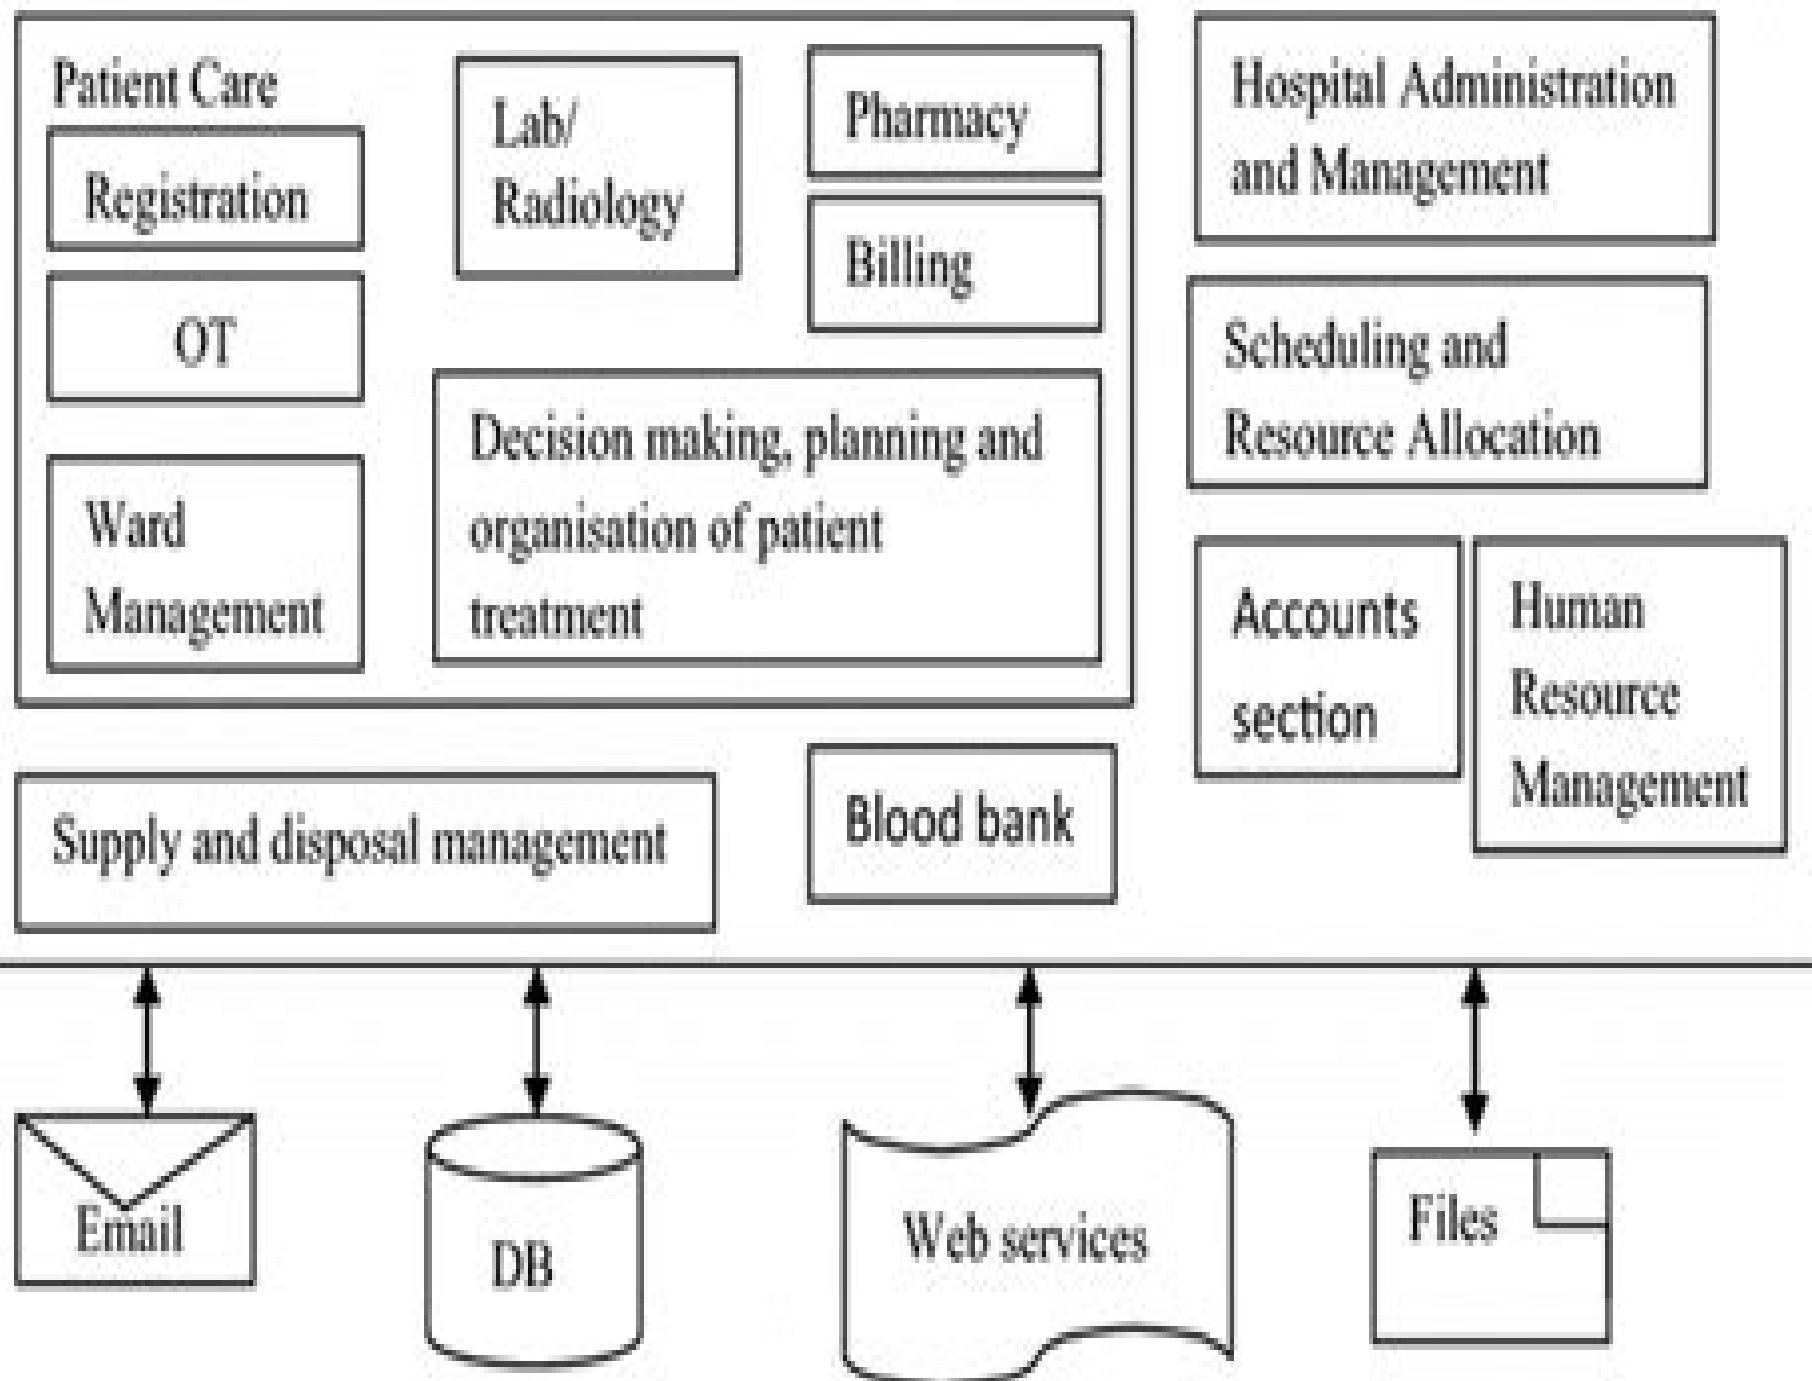 Patient Care
Registration
OT
Ward
Management
Lab/
Radiology
Pharmacy
Billing
Decision making, planning and
organisation of patient
treatment
Hospital Administration
and Management
Scheduling and
Resource Allocation
Accounts
section
Human
Resource
Management
Supply and disposal management
Blood bank
Email
DB
Web services
Files